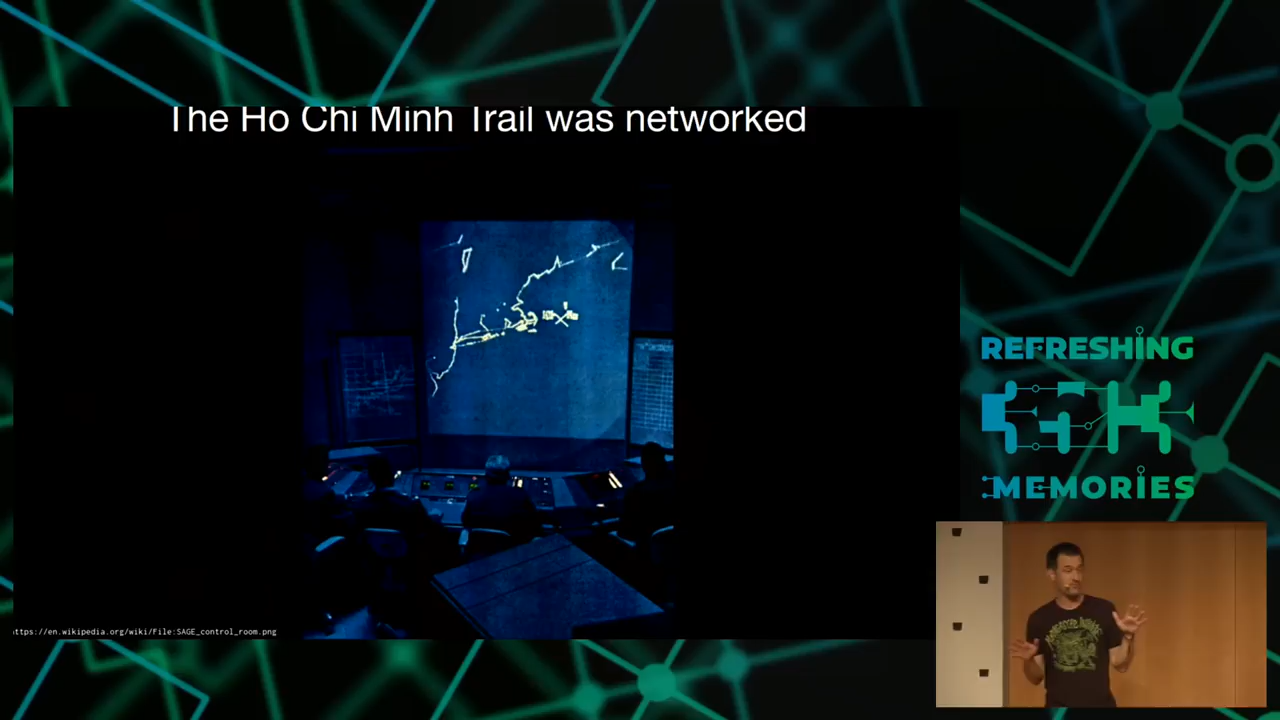 The Ho Chi Minh Trail was networked
REFRESHING
MEMORIES
https://en.wikipedia.org/wiki/File:SAGE_control_room.png